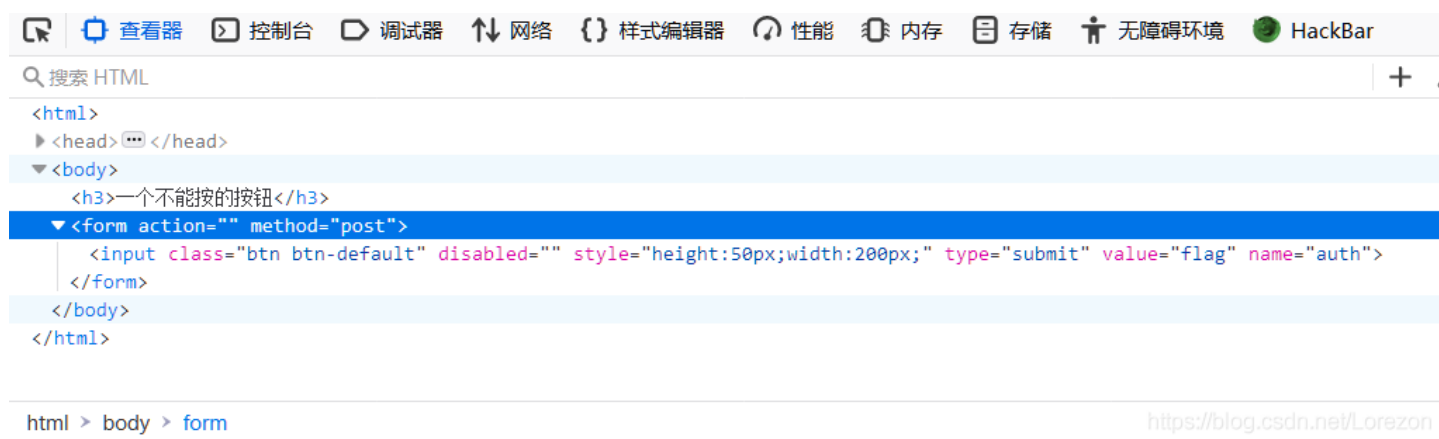 查看器 控制台 调试器 网络 样式编辑器 性能 内存 存储 无障碍环境 HackBar
搜索 HTML
<html>
<head> ••• </head>
<body>
<h3>一个不能按的按钮</h3>
<form action="" method="post">
<input class="btn btn-default" disabled="" style="height:50px;width:200px;" type="submit" value="flag" name="auth">
</form>
</body>
</html>
html > body > form
https://blog.csdn.net/Lorezon